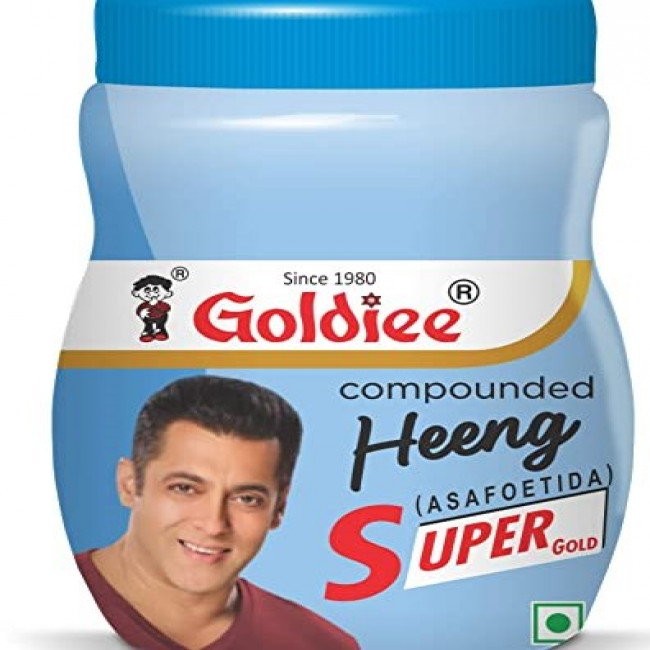 Since 1980
Goldiee®
®
compounded
Heeng
(ASAFOETIDA)
SUPER GOLD